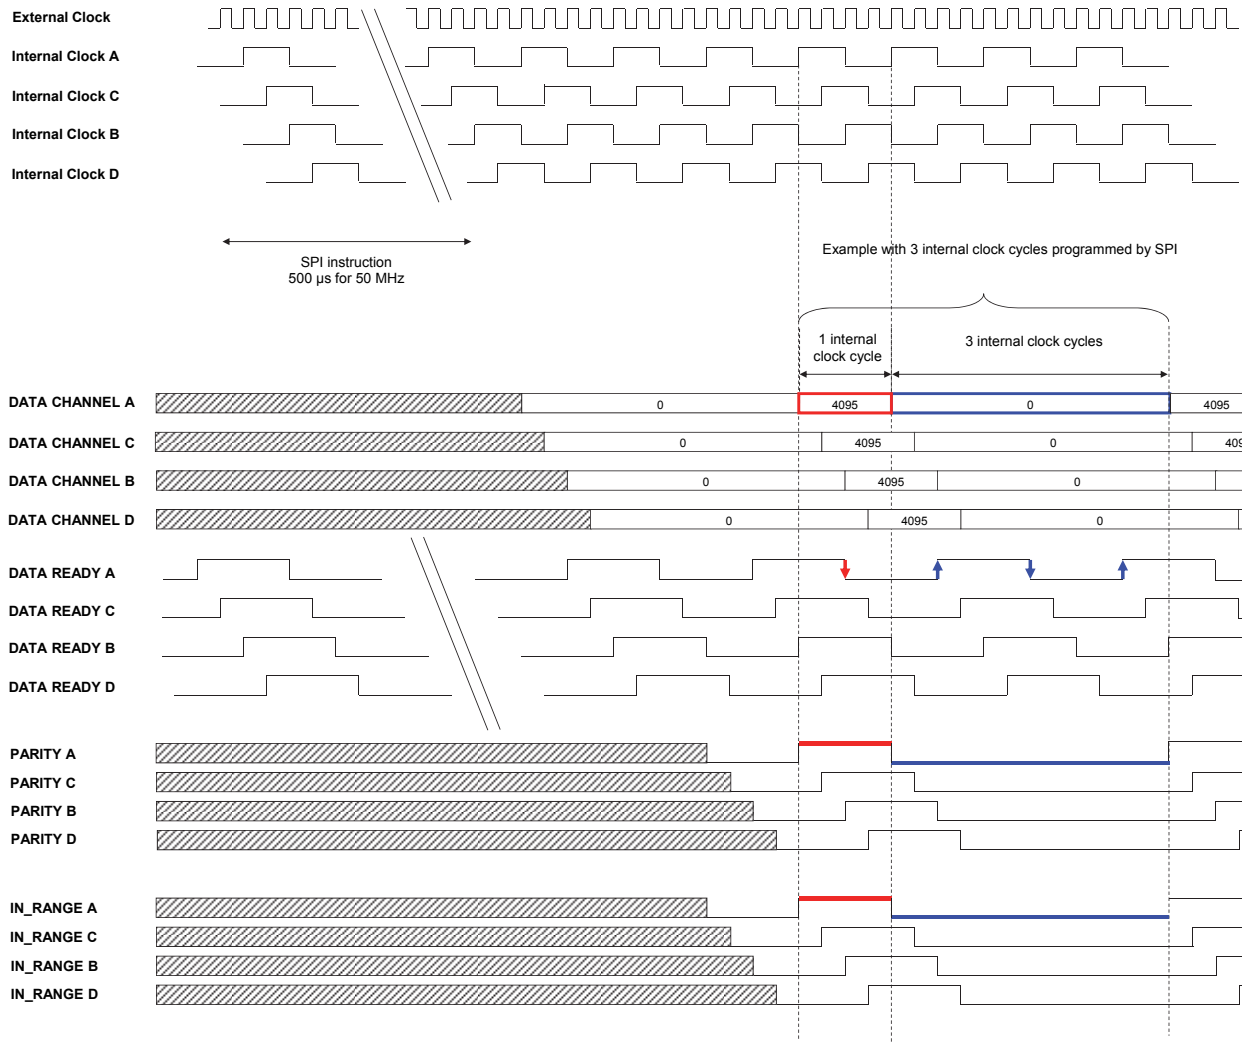 External Clock
Internal Clock A
Internal Clock C
Internal Clock B
Internal Clock D
SPI instruction
500 µs for 50 MHz
Example with 3 internal clock cycles programmed by SPI
1 internal
clock cycle
3 internal clock cycles
DATA CHANNEL A 0 4095 0 4095
DATA CHANNEL C 0 4095 0 409
DATA CHANNEL B 0 4095 0
DATA CHANNEL D 0 4095 0
DATA READY A
DATA READY C
DATA READY B
DATA READY D
PARITY A
PARITY C
PARITY B
PARITY D
IN_RANGE A
IN_RANGE C
IN_RANGE B
IN_RANGE D